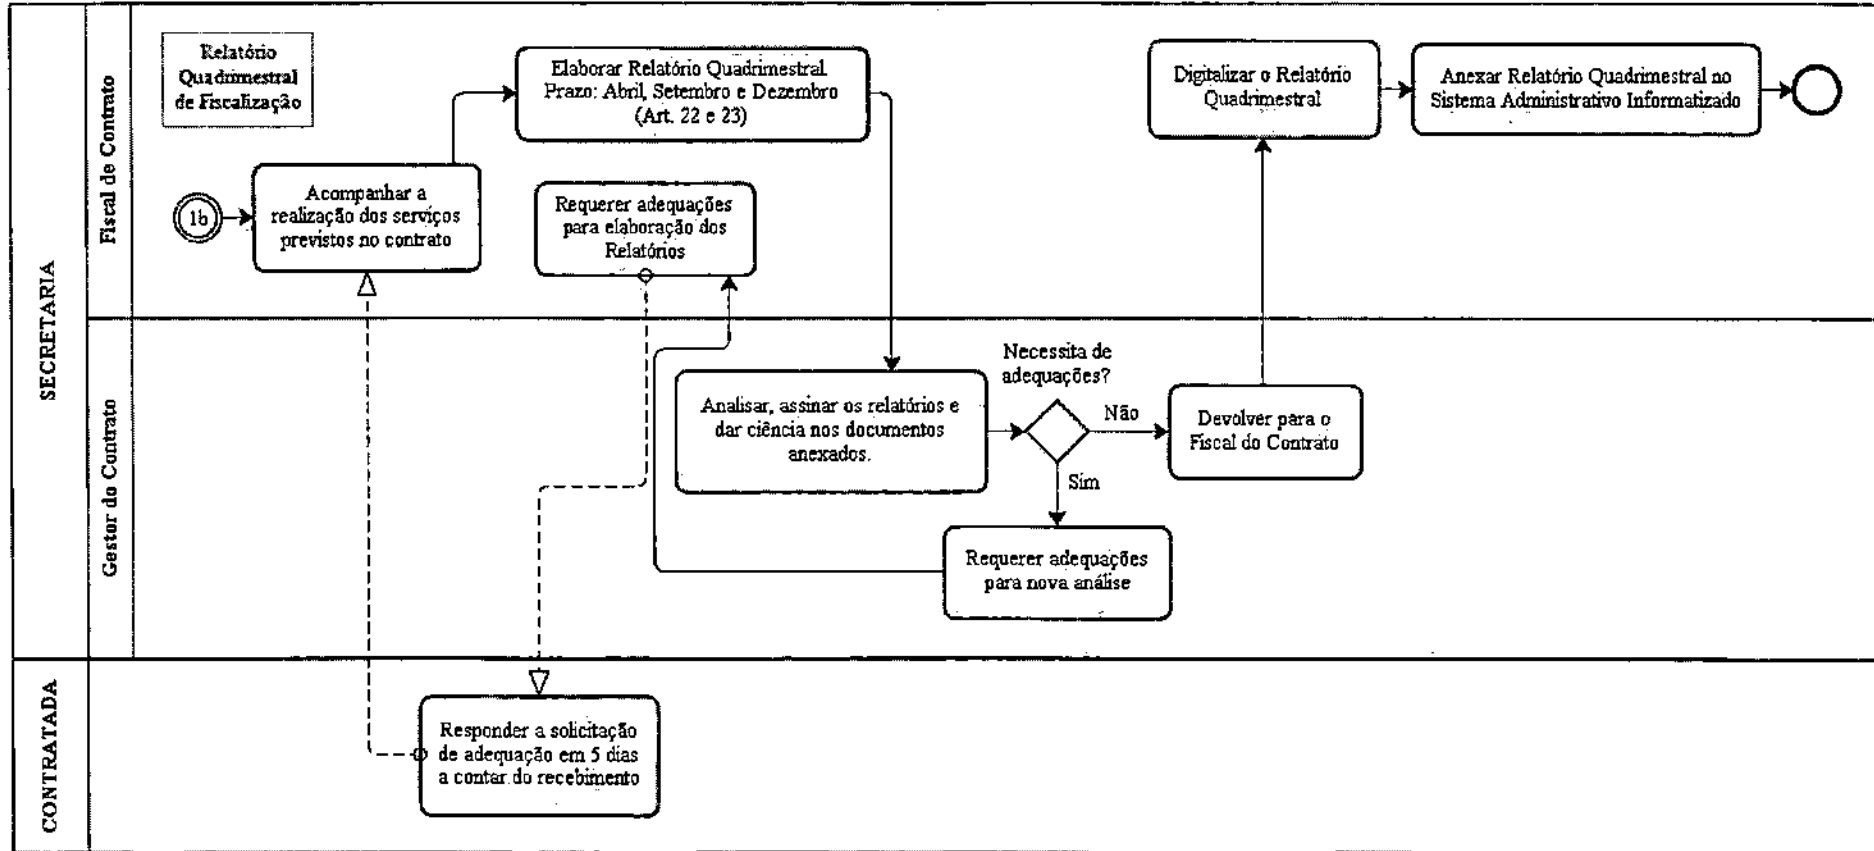 SECRETARIA
Fiscal de Contrato
Relatório
Quadrimestral
de Fiscalização
1b
Acompanhar a
realização dos serviços
previstos no contrato
Elaborar Relatório Quadrimestral
Prazo: Abril, Setembro e Dezembro
(Art. 22 e 23)
Requerer adequações
para elaboração dos
Relatórios
Digitalizar o Relatório
Quadrimestral
Anexar Relatório Quadrimestral no
Sistema Administrativo Informatizado
Gestor do Contrato
Analisar, assinar os relatórios e
dar ciência nos documentos
anexados.
Necessita de
adequações?
Não
Sim
Devolver para o
Fiscal do Contrato
Requerer adequações
para nova análise
CONTRATADA
Responder a solicitação
de adequação em 5 dias
a contar do recebimento